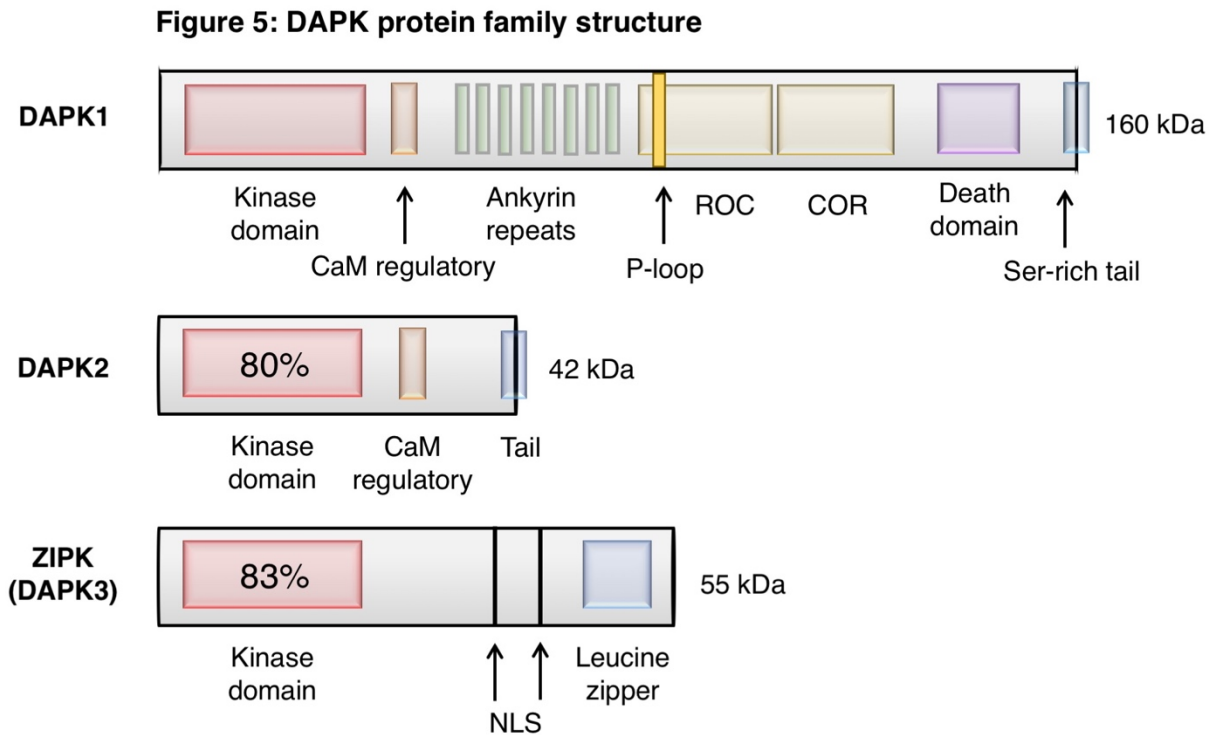 Figure 5: DAPK protein family structure
DAPK1
160 kDa
Kinase
domain
CaM regulatory
Ankyrin
repeats
P-loop
ROC
COR
Death
domain
Ser-rich tail
DAPK2
80%
42 kDa
Kinase
domain
CaM
regulatory
Tail
ZIPK
(DAPK3)
83%
55 kDa
Kinase
domain
NLS
Leucine
zipper